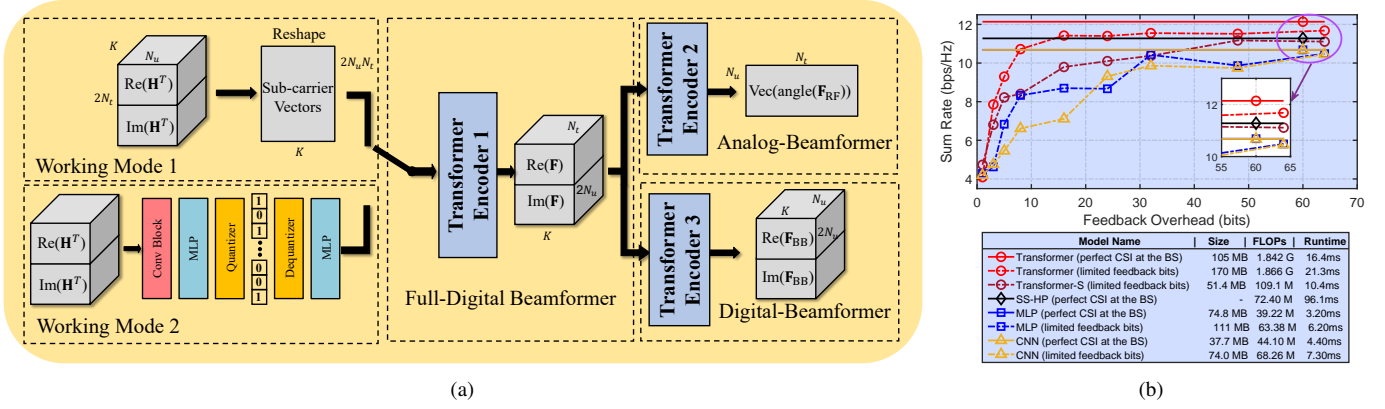 K
N_u
2N_t
Re(H^T)
Im(H^T)
Working Mode 1
Reshape
2N_uN_t
Sub-carrier
Vectors
K
Re(H^T)
Im(H^T)
Conv Block
MLP
Quantizer
1
0
1
0
0
1
Dequantizer
MLP
Working Mode 2
Transformer
Encoder 1
N_t
Re(F)
Im(F)
2N_u
K
Full-Digital Beamformer
Transformer
Encoder 2
N_t
N_u
Vec(angle(F_RF))
Analog-Beamformer
Transformer
Encoder 3
N_u
K
Re(F_BB)
2N_u
Im(F_BB)
Digital-Beamformer
(a)
Sum Rate (bps/Hz)
12
10
8
6
4
0 10 20 30 40 50 60 70
Feedback Overhead (bits)
12
10
55 60 65
Model Name | Size | FLOPs | Runtime
Transformer (perfect CSI at the BS) 105 MB 1.842 G 16.4ms
Transformer (limited feedback bits) 170 MB 1.866 G 21.3ms
Transformer-S (limited feedback bits) 51.4 MB 109.1 M 10.4ms
SS-HP (perfect CSI at the BS) - 72.40 M 96.1ms
MLP (perfect CSI at the BS) 74.8 MB 39.22 M 3.20ms
MLP (limited feedback bits) 111 MB 63.38 M 6.20ms
CNN (perfect CSI at the BS) 37.7 MB 44.10 M 4.40ms
CNN (limited feedback bits) 74.0 MB 68.26 M 7.30ms
(b)